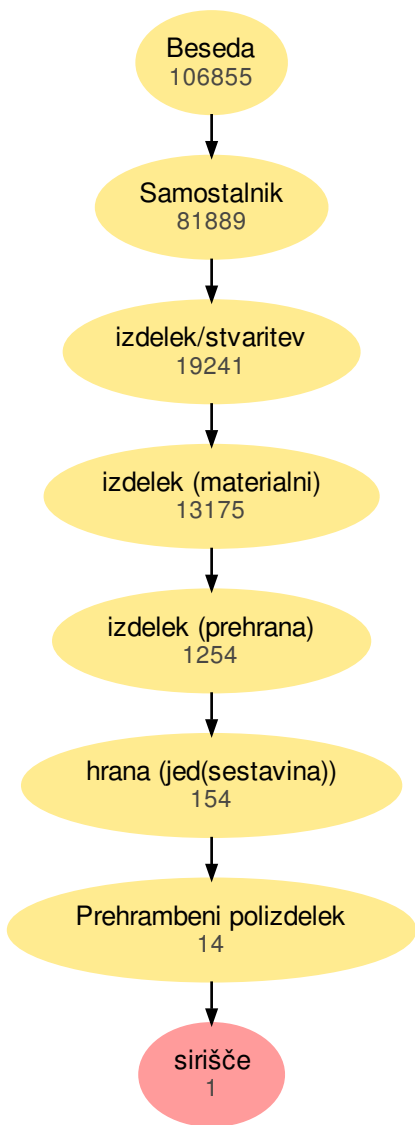 Beseda
106855
Samostalnik
81889
izdelek/stvaritev
19241
izdelek (materialni)
13175
izdelek (prehrana)
1254
hrana (jed(sestavina))
154
Prehrambeni polizdelek
14
sirišče
1